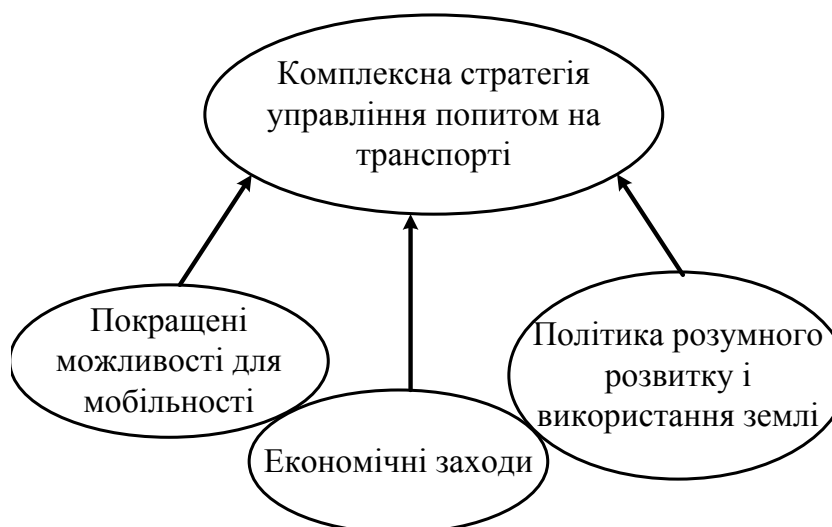 Комплексна стратегія
управління попитом на
транспорті
Покращені
можливості для
мобільності
Економічні заходи
Політика розумного
розвитку і
використання землі